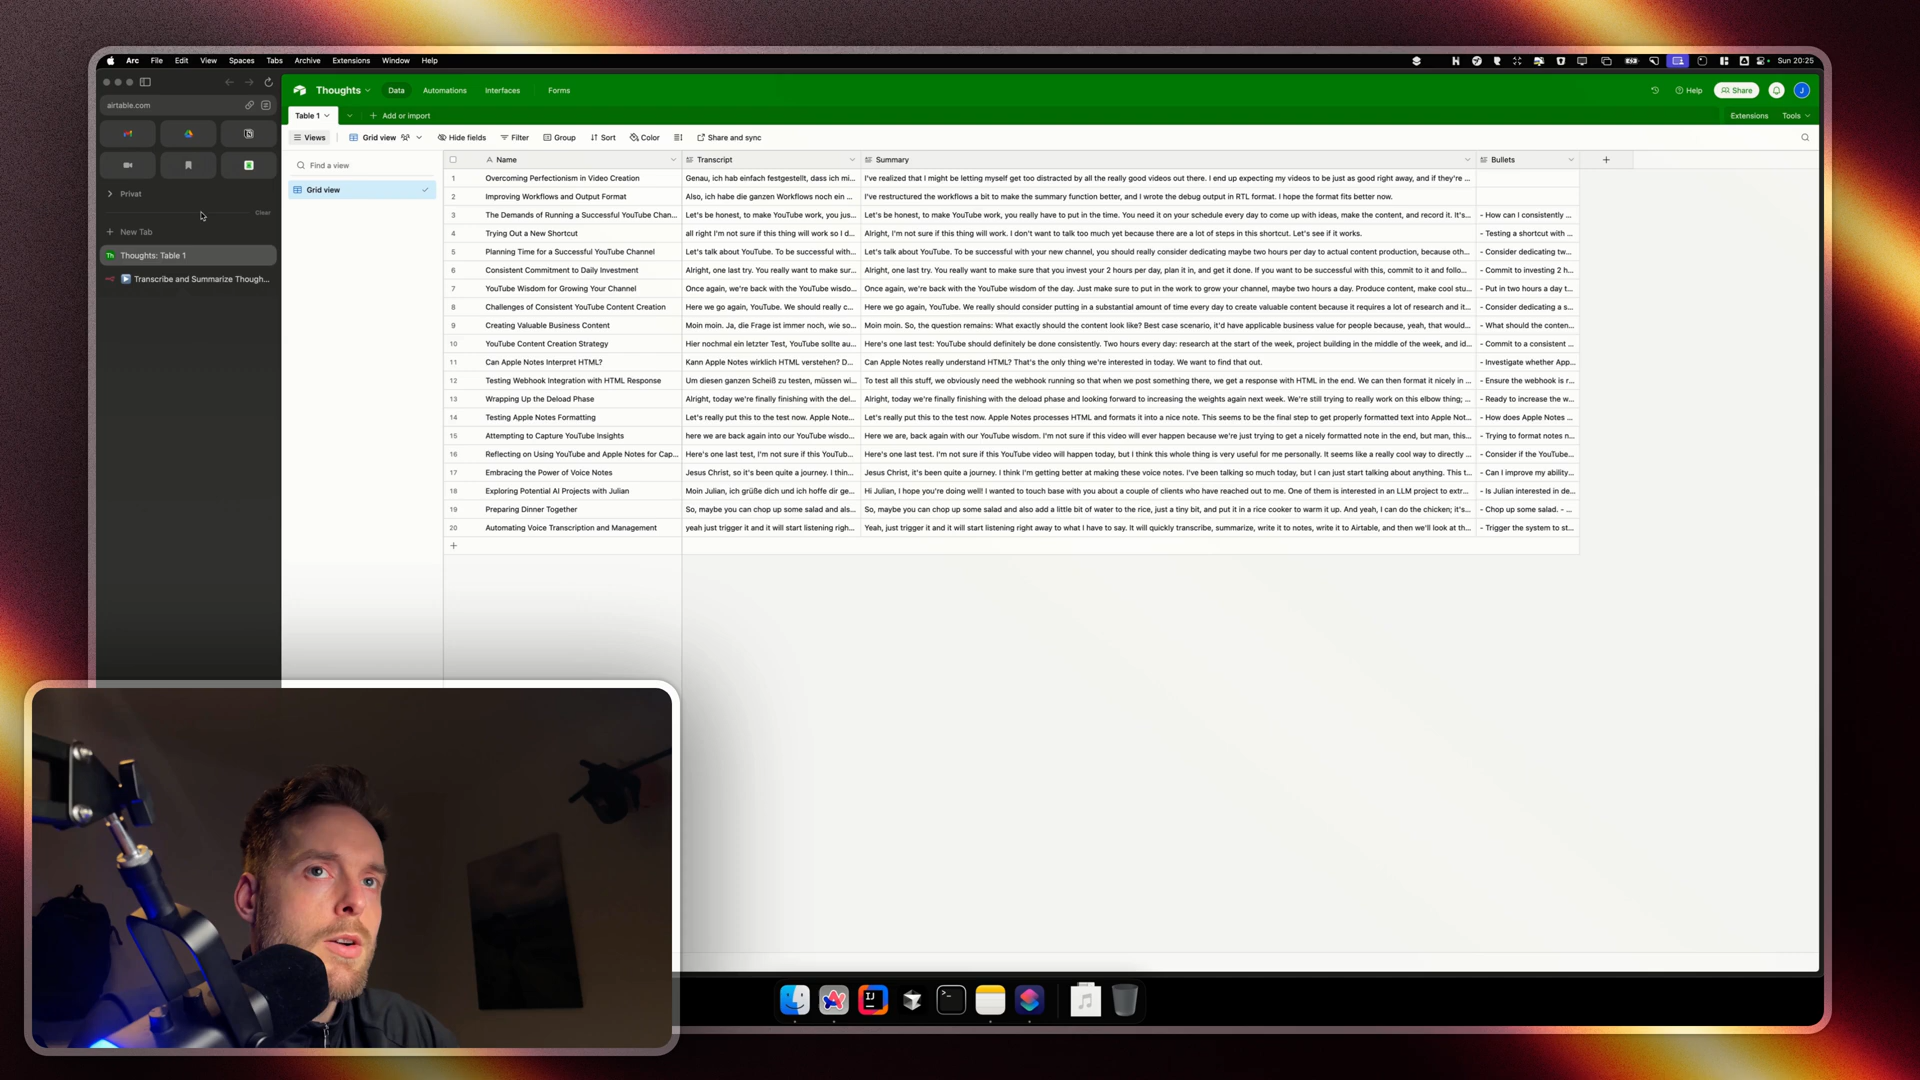 Arc File Edit View Spaces Tabs Archive Extensions Window Help
Sun 20:25
airtable.com
Privat
Clear
New Tab
Thoughts: Table 1
Transcribe and Summarize Though...
Thoughts Data Automations Interfaces Forms
Help Share J
Table 1 Add or import
Extensions Tools
Views Grid view Hide fields Filter Group Sort Color Share and sync
Find a view
Grid view
Name Transcript Summary Bullets
1 Overcoming Perfectionism in Video Creation Genau, ich hab einfach festgestellt, dass ich mi... I've realized that I might be letting myself get too distracted by all the really good videos out there. I end up expecting my videos to be just as good right away, and if they're ...
2 Improving Workflows and Output Format Also, ich habe die ganzen Workflows noch ein ... I've restructured the workflows a bit to make the summary function better, and I wrote the debug output in RTL format. I hope the format fits better now.
3 The Demands of Running a Successful YouTube Chan... Let's be honest, to make YouTube work, you jus... Let's be honest, to make YouTube work, you really have to put in the time. You need it on your schedule every day to come up with ideas, make the content, and record it. It's... - How can I consistently ...
4 Trying Out a New Shortcut all right I'm not sure if this thing will work so I d... Alright, I'm not sure if this thing will work. I don't want to talk too much yet because there are a lot of steps in this shortcut. Let's see if it works. - Testing a shortcut with ...
5 Planning Time for a Successful YouTube Channel Let's talk about YouTube. To be successful with... Let's talk about YouTube. To be successful with your new channel, you should really consider dedicating maybe two hours per day to actual content production, because oth... - Consider dedicating tw...
6 Consistent Commitment to Daily Investment Alright, one last try. You really want to make sur... Alright, one last try. You really want to make sure that you invest your 2 hours per day, plan it in, and get it done. If you want to be successful with this, commit to it and follo... - Commit to investing 2 h...
7 YouTube Wisdom for Growing Your Channel Once again, we're back with the YouTube wisdo... Once again, we're back with the YouTube wisdom of the day. Just make sure to put in the work to grow your channel, maybe two hours a day. Produce content, make cool stu... - Put in two hours a day t...
8 Challenges of Consistent YouTube Content Creation Here we go again, YouTube. We should really c... Here we go again, YouTube. We really should consider putting in a substantial amount of time every day to create valuable content because it requires a lot of research and it... - Consider dedicating a s...
9 Creating Valuable Business Content Moin moin. Ja, die Frage ist immer noch, wie so... Moin moin. So, the question remains: What exactly should the content look like? Best case scenario, it'd have applicable business value for people because, yeah, that would... - What should the conten...
10 YouTube Content Creation Strategy Hier nochmal ein letzter Test, YouTube sollte au... Here's one last test: YouTube should definitely be done consistently. Two hours every day: research at the start of the week, project building in the middle of the week, and id... - Commit to a consistent ...
11 Can Apple Notes Interpret HTML? Kann Apple Notes wirklich HTML verstehen? D... Can Apple Notes really understand HTML? That's the only thing we're interested in today. We want to find that out. - Investigate whether App...
12 Testing Webhook Integration with HTML Response Um diesen ganzen Scheiß zu testen, müssen wi... To test all this stuff, we obviously need the webhook running so that when we post something there, we get a response with HTML in the end. We can then format it nicely in ... - Ensure the webhook is r...
13 Wrapping Up the Deload Phase Alright, today we're finally finishing with the del... Alright, today we're finally finishing with the deload phase and looking forward to increasing the weights again next week. We're still trying to really work on this elbow thing; ... - Ready to increase the w...
14 Testing Apple Notes Formatting Let's really put this to the test now. Apple Note... Let's really put this to the test now. Apple Notes processes HTML and formats it into a nice note. This seems to be the final step to get properly formatted text into Apple Not... - How does Apple Notes ...
15 Attempting to Capture YouTube Insights here we are back again into our YouTube wisdo... Here we are, back again with our YouTube wisdom. I'm not sure if this video will ever happen because we're just trying to get a nicely formatted note in the end, but man, this... - Trying to format notes n...
16 Reflecting on Using YouTube and Apple Notes for Cap... Here's one last test, I'm not sure if this YouTub... Here's one last test. I'm not sure if this YouTube video will happen today, but I think this whole thing is very useful for me personally. It seems like a really cool way to directly ... - Consider if the YouTube...
17 Embracing the Power of Voice Notes Jesus Christ, so it's been quite a journey. I thin... Jesus Christ, it's been quite a journey. I think I'm getting better at making these voice notes. I've been talking so much today, but I can just start talking about anything. This t... - Can I improve my ability...
18 Exploring Potential AI Projects with Julian Moin Julian, ich grüße dich und ich hoffe dir ge... Hi Julian, I hope you're doing well! I wanted to touch base with you about a couple of clients who have reached out to me. One of them is interested in an LLM project to extr... - Is Julian interested in de...
19 Preparing Dinner Together So, maybe you can chop up some salad and als... So, maybe you can chop up some salad and also add a little bit of water to the rice, just a tiny bit, and put it in a rice cooker to warm it up. And yeah, I can do the chicken; it's... - Chop up some salad. - ...
20 Automating Voice Transcription and Management yeah just trigger it and it will start listening righ... Yeah, just trigger it and it will start listening right away to what I have to say. It will quickly transcribe, summarize, write it to notes, write it to Airtable, and then we'll look at th... - Trigger the system to st...